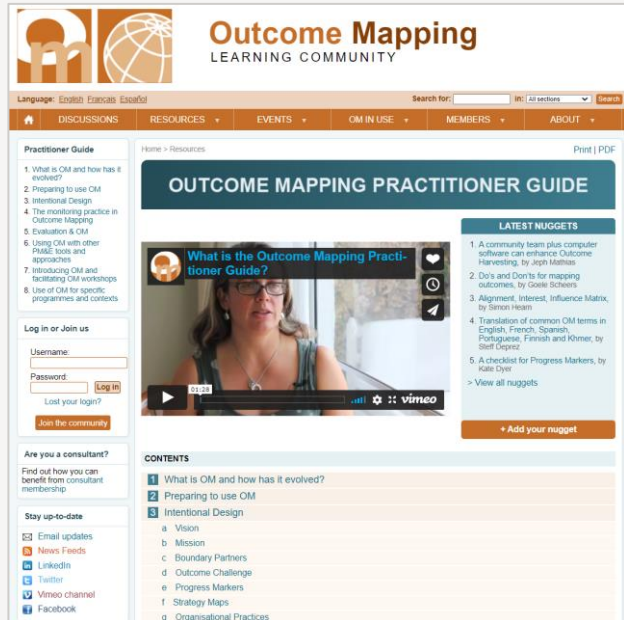 Om
Outcome Mapping
LEARNING COMMUNITY
Language: English Français Español
Search for: in: All sections Search
DISCUSSIONS RESOURCES EVENTS OM IN USE MEMBERS ABOUT
Practitioner Guide
1. What is OM and how has it
evolved?
2. Preparing to use OM
3. Intentional Design
4. The monitoring practice in
Outcome Mapping
5. Evaluation & OM
6. Using OM with other
PM&E tools and
approaches
7. Introducing OM and
facilitating OM workshops
8. Use of OM for specific
programmes and contexts
Log in or Join us
Username:
Password:
Log in
Lost your login?
Join the community
Are you a consultant?
Find out how you can
benefit from consultant
membership
Stay up-to-date
Email updates
News Feeds
LinkedIn
Twitter
Vimeo channel
Facebook
Home > Resources
Print | PDF
OUTCOME MAPPING PRACTITIONER GUIDE
What is the Outcome Mapping Practi-
tioner Guide?
01:26
vimeo
LATEST NUGGETS
1. A community team plus computer
software can enhance Outcome
Harvesting, by Jeph Mathias
2. Do's and Don'ts for mapping
outcomes, by Goele Scheers
3. Alignment, Interest, Influence Matrix,
by Simon Hearn
4. Translation of common OM terms in
English, French, Spanish,
Portuguese, Finnish and Khmer, by
Steff Deprez
5. A checklist for Progress Markers, by
Kate Dyer
> View all nuggets
+ Add your nugget
CONTENTS
1 What is OM and how has it evolved?
2 Preparing to use OM
3 Intentional Design
a Vision
b Mission
c Boundary Partners
d Outcome Challenge
e Progress Markers
f Strategy Maps
g Organisational Practices